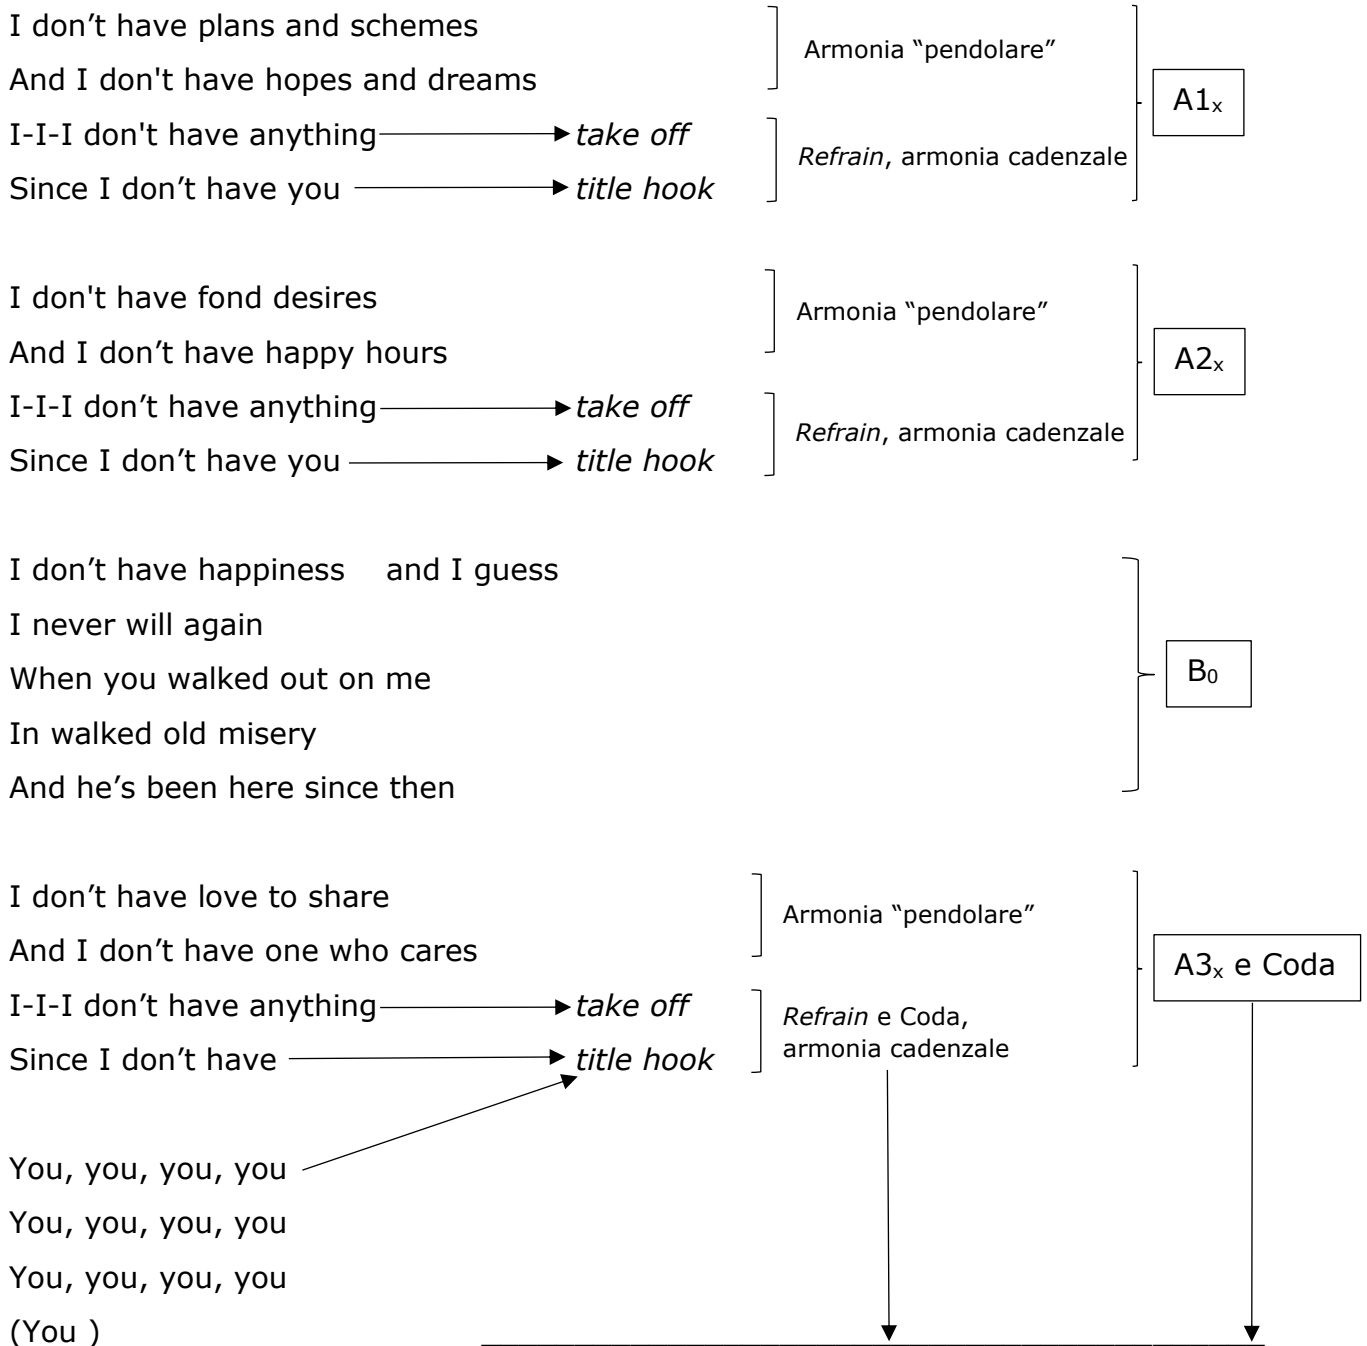 I don’t have plans and schemes
Armonia “pendolare”
And I don't have hopes and dreams
A1x
I-I-I don't have anything take off
Refrain, armonia cadenzale
Since I don’t have you title hook
I don't have fond desires
Armonia “pendolare”
And I don’t have happy hours
A2x
I-I-I don’t have anything take off
Refrain, armonia cadenzale
Since I don’t have you title hook
I don’t have happiness and I guess
I never will again
When you walked out on me
B0
In walked old misery
And he’s been here since then
I don’t have love to share
Armonia “pendolare”
And I don’t have one who cares
A3x e Coda
I-I-I don’t have anything take off
Refrain e Coda,
armonia cadenzale
Since I don’t have title hook
You, you, you, you
You, you, you, you
You, you, you, you
(You )